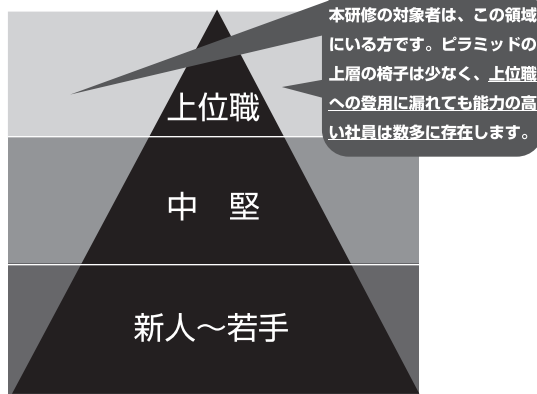 本研修の対象者は、この領域
にいる方です。ピラミッドの
上層の椅子は少なく、上位職
への登用に漏れても能力の高
い社員は数多に存在します。
上位職
中　堅
新人～若手